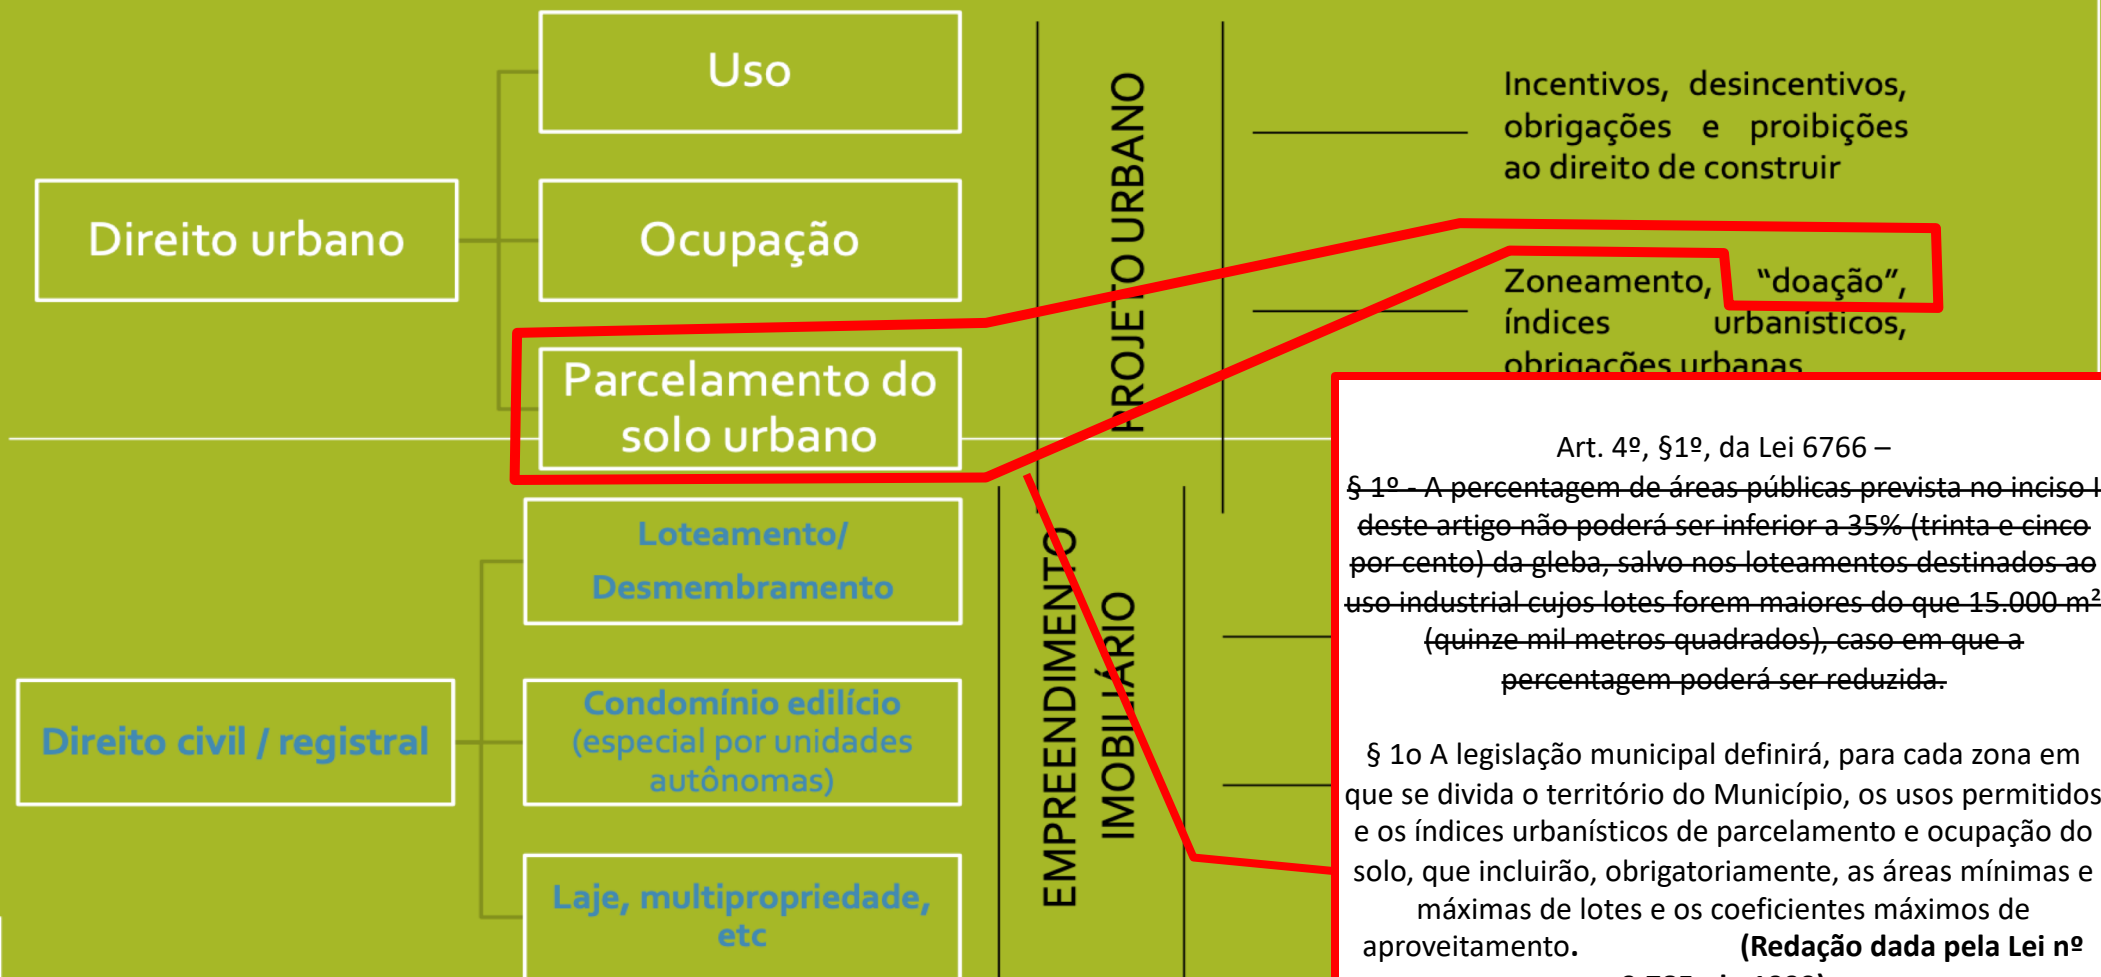 Uso
Direito urbano
Ocupação
Parcelamento do
solo urbano
PROJETO URBANO
Incentivos, desincentivos,
obrigações e proibições
ao direito de construir
Zoneamento, “doação”,
índices urbanísticos,
obrigações urbanas
Direito civil / registral
Loteamento/
Desmembramento
Condomínio edilício
(especial por unidades
autônomas)
Laje, multipropriedade,
etc
EMPREENDIMENTO
IMOBILIÁRIO
Art. 4º, §1º, da Lei 6766 –
§ 1º - A percentagem de áreas públicas prevista no inciso I
deste artigo não poderá ser inferior a 35% (trinta e cinco
por cento) da gleba, salvo nos loteamentos destinados ao
uso industrial cujos lotes forem maiores do que 15.000 m²
(quinze mil metros quadrados), caso em que a
percentagem poderá ser reduzida.
§ 1o A legislação municipal definirá, para cada zona em
que se divida o território do Município, os usos permitidos
e os índices urbanísticos de parcelamento e ocupação do
solo, que incluirão, obrigatoriamente, as áreas mínimas e
máximas de lotes e os coeficientes máximos de
aproveitamento. (Redação dada pela Lei nº